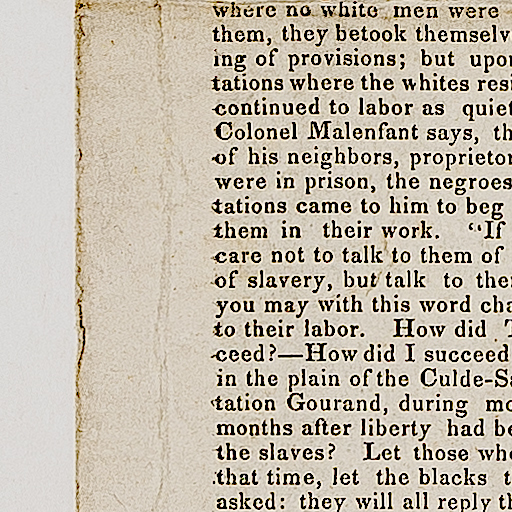 where no white men were
them, they betook themselv
ing of provisions; but upo
tations where the whites resi
continued to labor as quiet
Colonel Malenfant says, th
of his neighbors, proprietor
were in prison, the negroes
tations came to him to beg
them in their work. "If
care not to talk to them of
of slavery, but talk to the
you may with this word cha
to their labor. How did T
ceed?—How did I succeed
in the plain of the Culde-Sa
tation Gourand, during mo
months after liberty had be
the slaves? Let those who
that time, let the blacks t
asked: they will all reply th